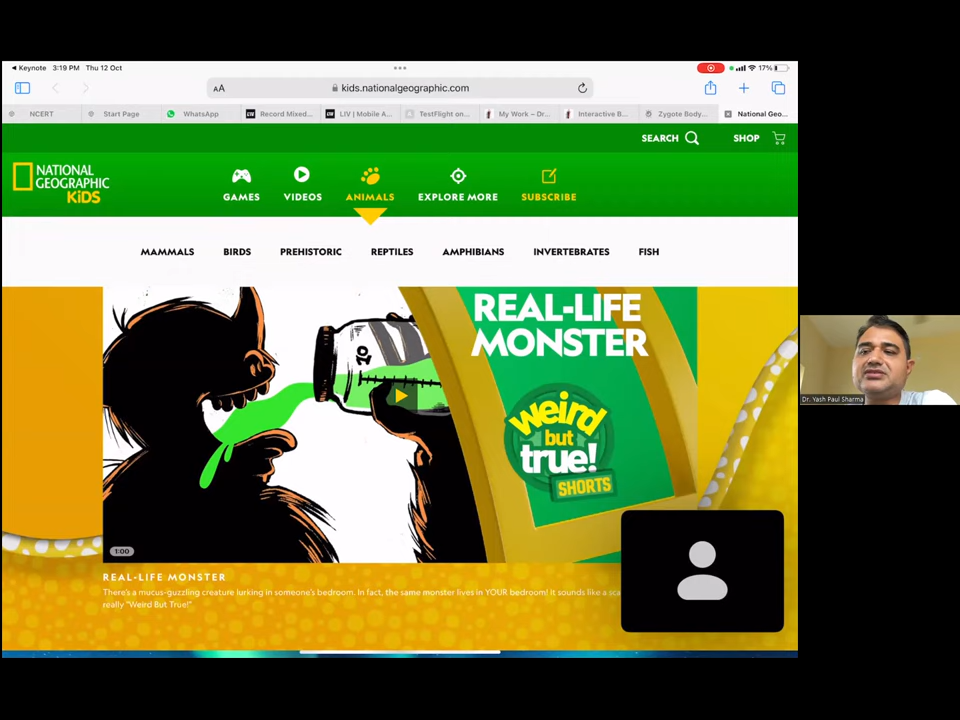 Keynote 3:19 PM Thu 12 Oct 17%
AA kids.nationalgeographic.com
NCERT Start Page WhatsApp Record Mixed... LIV | Mobile A... TestFlight on... My Work – Dr... Interactive B... Zygote Body... National Geo...
SEARCH SHOP
NATIONAL
GEOGRAPHIC
KiDS
GAMES VIDEOS ANIMALS EXPLORE MORE SUBSCRIBE
MAMMALS BIRDS PREHISTORIC REPTILES AMPHIBIANS INVERTEBRATES FISH
REAL-LIFE
MONSTER
weird
but
true!
SHORTS
1:00
REAL-LIFE MONSTER
There's a mucus-guzzling creature lurking in someone's bedroom. In fact, the same monster lives in YOUR bedroom! It sounds like a
really "Weird But True!"
Dr. Yash Paul Sharma